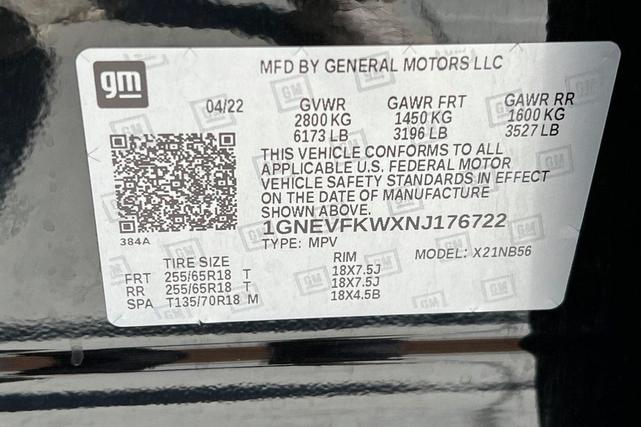 gm
MFD BY GENERAL MOTORS LLC
04/22 GVWR GAWR FRT GAWR RR
2800 KG 1450 KG 1600 KG
6173 LB 3196 LB 3527 LB
THIS VEHICLE CONFORMS TO ALL
APPLICABLE U.S. FEDERAL MOTOR
VEHICLE SAFETY STANDARDS IN EFFECT
ON THE DATE OF MANUFACTURE
SHOWN ABOVE.
1GNEVFKWXNJ176722
384A
TYPE: MPV MODEL: X21NB56
TIRE SIZE RIM
FRT 255/65R18 T 18X7.5J
RR 255/65R18 T 18X7.5J
SPA T135/70R18 M 18X4.5B